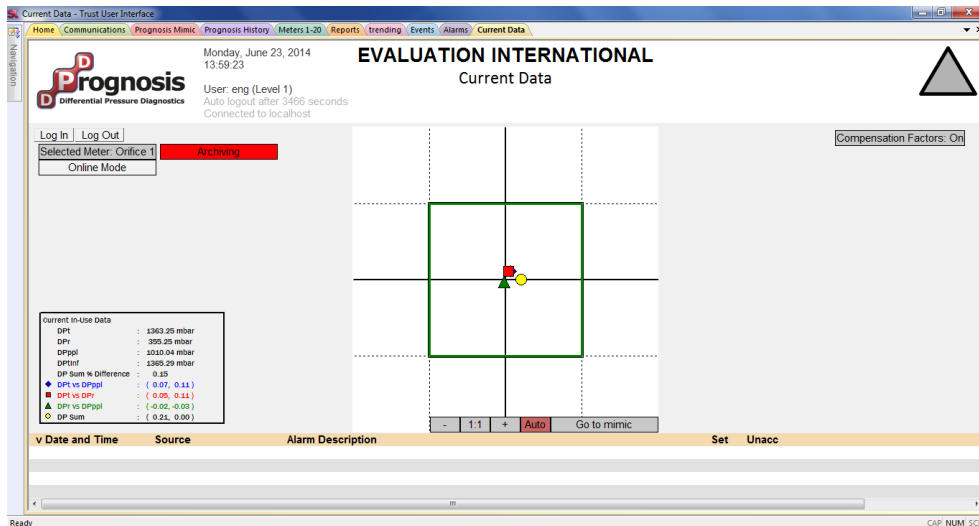 Current Data - Trust User Interface
Home Communications Prognosis Mimic Prognosis History Meters 1-20 Reports trending Events Alarms Current Data
Navigation
D
D Prognosis
Differential Pressure Diagnostics
Monday, June 23, 2014
13:59:23
User: eng (Level 1)
Auto logout after 3466 seconds
Connected to localhost
EVALUATION INTERNATIONAL
Current Data
Log In Log Out
Selected Meter: Orifice 1 Archiving
Online Mode
Compensation Factors: On
Current In-Use Data
DPt : 1363.25 mbar
DPr : 355.25 mbar
DPppl : 1010.04 mbar
DPtinf : 1365.29 mbar
DP Sum % Difference : 0.15
DPt vs DPppl : ( 0.07, 0.11 )
DPt vs DPr : ( 0.05, 0.11 )
DPr vs DPppl : (-0.02, -0.03 )
DP Sum : ( 0.21, 0.00 )
- 1:1 + Auto Go to mimic
v Date and Time Source Alarm Description Set Unacc
Ready CAP NUM SC